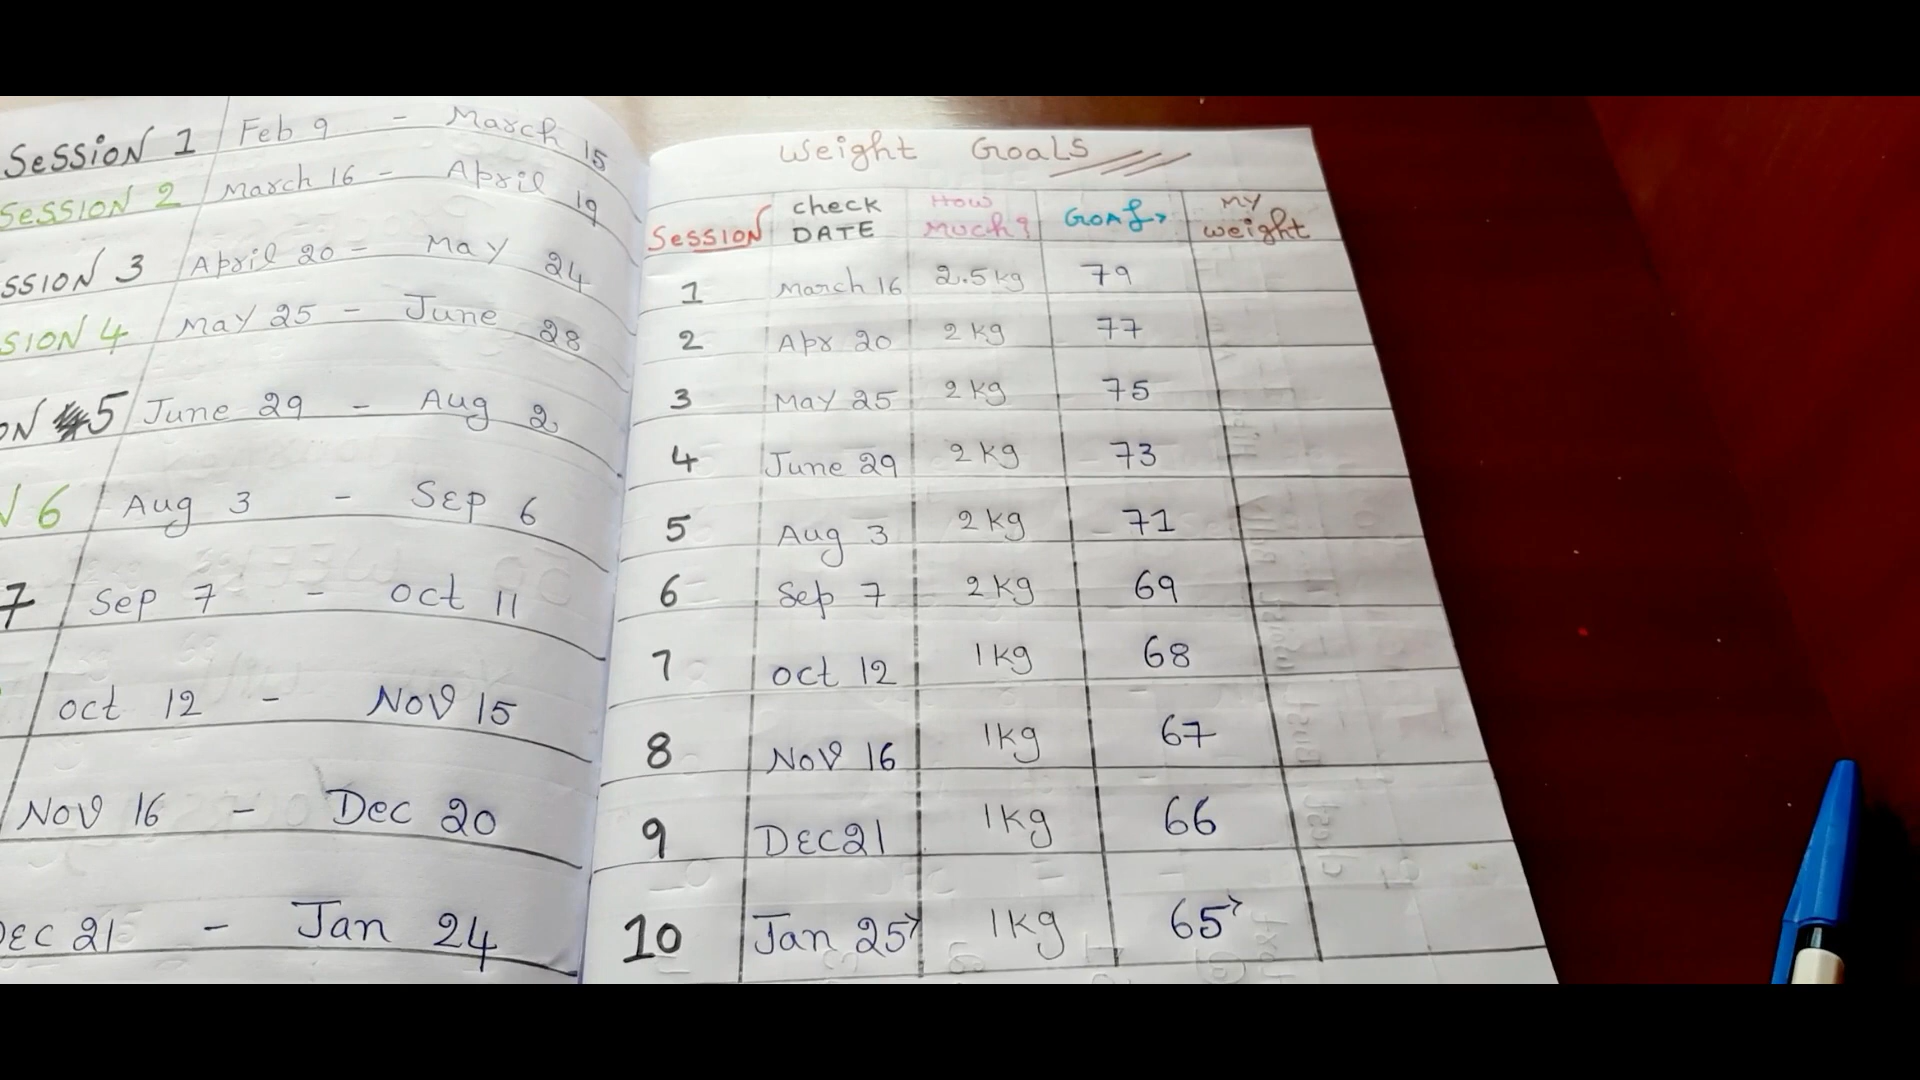 SESSION 1 Feb 9 - March 15
SESSION 2 March 16 - April 19
SSION 3 April 20 - May 24
SION 4 May 25 - June 28
ON 5 June 29 - Aug 2
6 Aug 3 - Sep 6
7 Sep 7 - Oct 11
Oct 12 - Nov 15
Nov 16 - Dec 20
Dec 21 - Jan 24
Weight Goals
SESSION Check DATE How Much? Goal My weight
1 March 16 2.5kg 79
2 Apr 20 2 kg 77
3 May 25 2 kg 75
4 June 29 2 kg 73
5 Aug 3 2 kg 71
6 Sep 7 2 kg 69
7 Oct 12 1kg 68
8 Nov 16 1kg 67
9 DEC 21 1kg 66
10 Jan 25 1kg 65